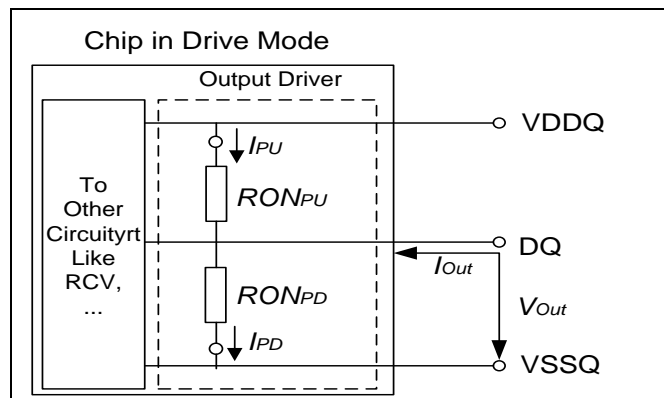 Chip in Drive Mode
Output Driver
To
Other
Circuityrt
Like
RCV,
...
IPU
RONPU
RONPD
IPD
VDDQ
DQ
IOut
VOut
VSSQ